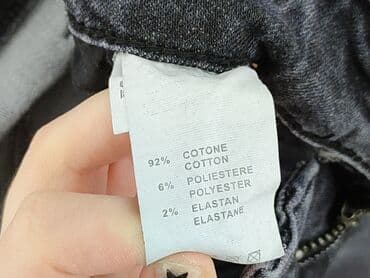 92% COTONE
COTTON
6% POLIESTERE
POLYESTER
2% ELASTAN
ELASTANE